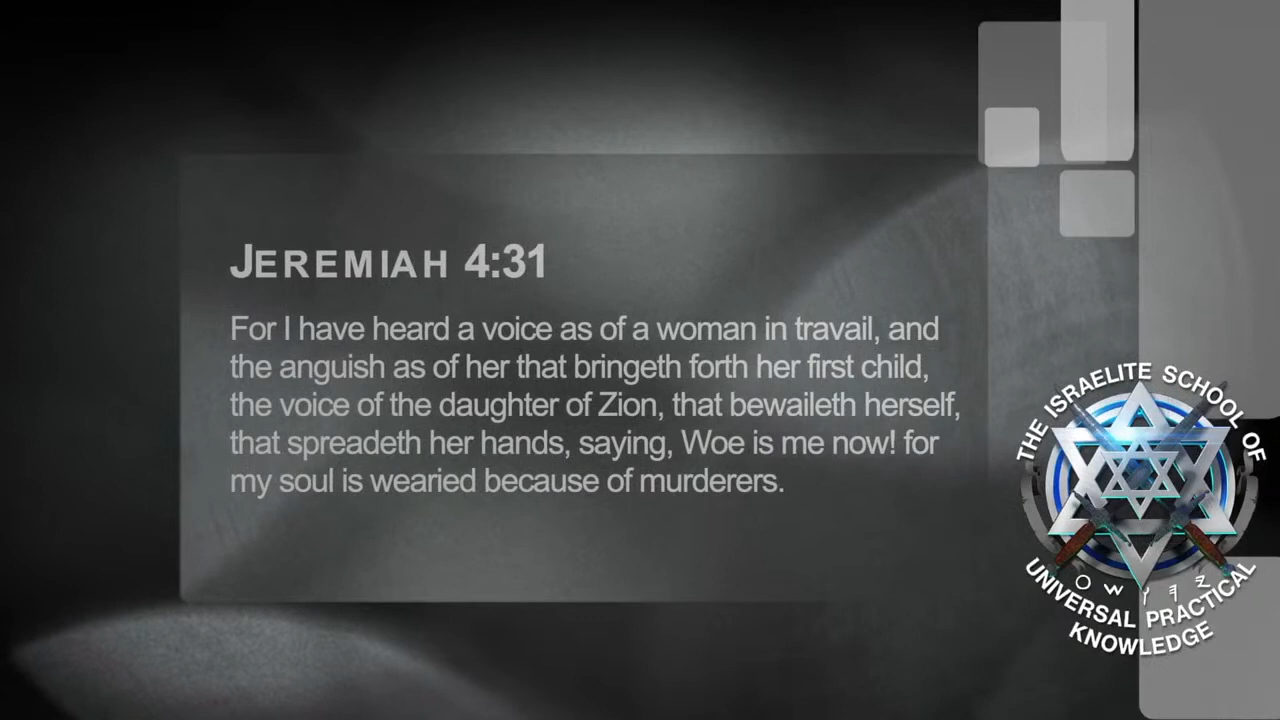 JEREMIAH 4:31
For I have heard a voice as of a woman in travail, and
the anguish as of her that bringeth forth her first child,
the voice of the daughter of Zion, that bewaileth herself,
that spreadeth her hands, saying, Woe is me now! for
my soul is wearied because of murderers.
THE ISRAELITE SCHOOL OF
UNIVERSAL PRACTICAL
KNOWLEDGE